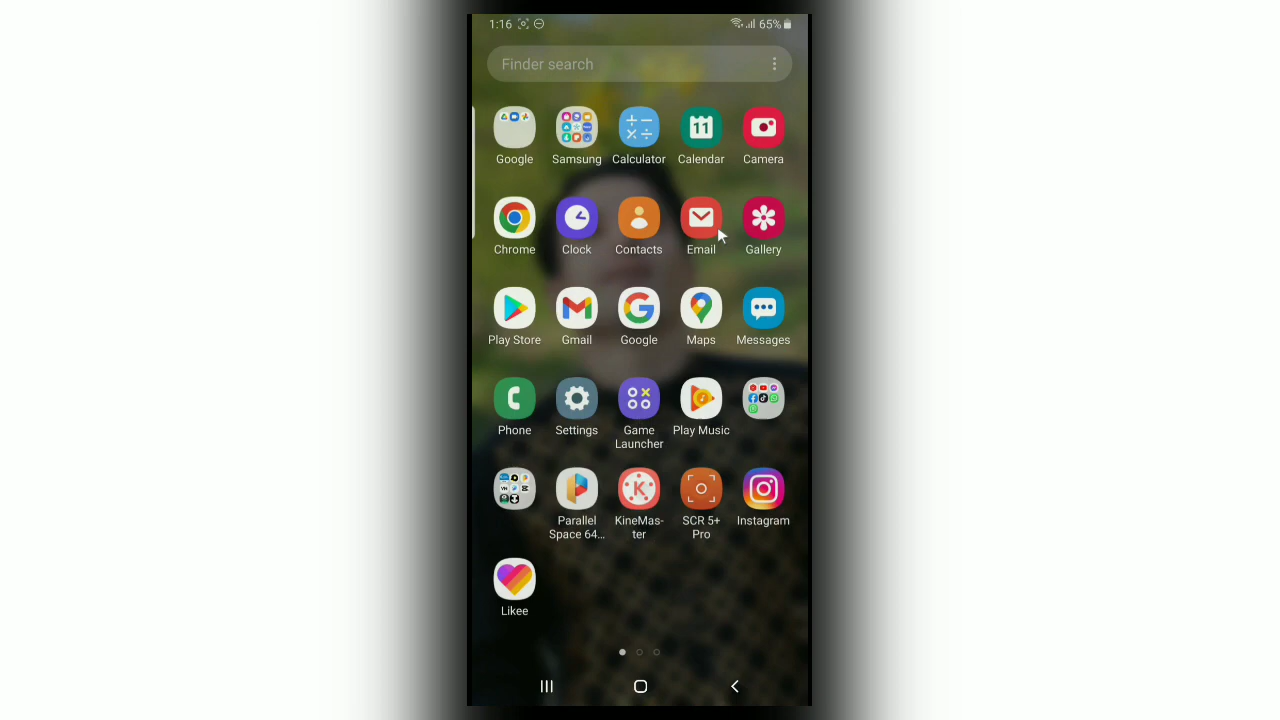 1:16 65%
Finder search
11
Google Samsung Calculator Calendar Camera
Chrome Clock Contacts Email Gallery
Play Store Gmail Google Maps Messages
Phone Settings Game Play Music
Launcher
Parallel KineMas- SCR 5+ Instagram
Space 64... ter Pro
Likee